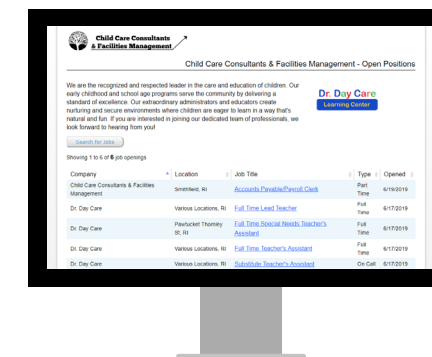 Child Care Consultants
& Facilities Management
Child Care Consultants & Facilities Management - Open Positions
We are the recognized and respected leader in the care and education of children. Our
early childhood and school age programs serve the community by delivering a
standard of excellence. Our extraordinary administrators and educators create
nurturing and secure environments where children are eager to learn in a way that's
natural and fun. If you are interested in joining our dedicated team of professionals, we
look forward to hearing from you!
Dr. Day Care
Learning Center
Search for Jobs
Showing 1 to 6 of 6 job openings
Company Location Job Title Type Opened
Child Care Consultants & Facilities
Management Smithfield, RI Accounts Payable/Payroll Clerk Part
Time 6/19/2019
Dr. Day Care Various Locations, RI Full Time Lead Teacher Full
Time 6/17/2019
Dr. Day Care Pawtucket Thornley
St, RI Full Time Special Needs Teacher's
Assistant Full
Time 6/17/2019
Dr. Day Care Various Locations, RI Full Time Teacher's Assistant Full
Time 6/17/2019
Dr. Day Care Various Locations, RI Substitute Teacher's Assistant On Call 6/17/2019